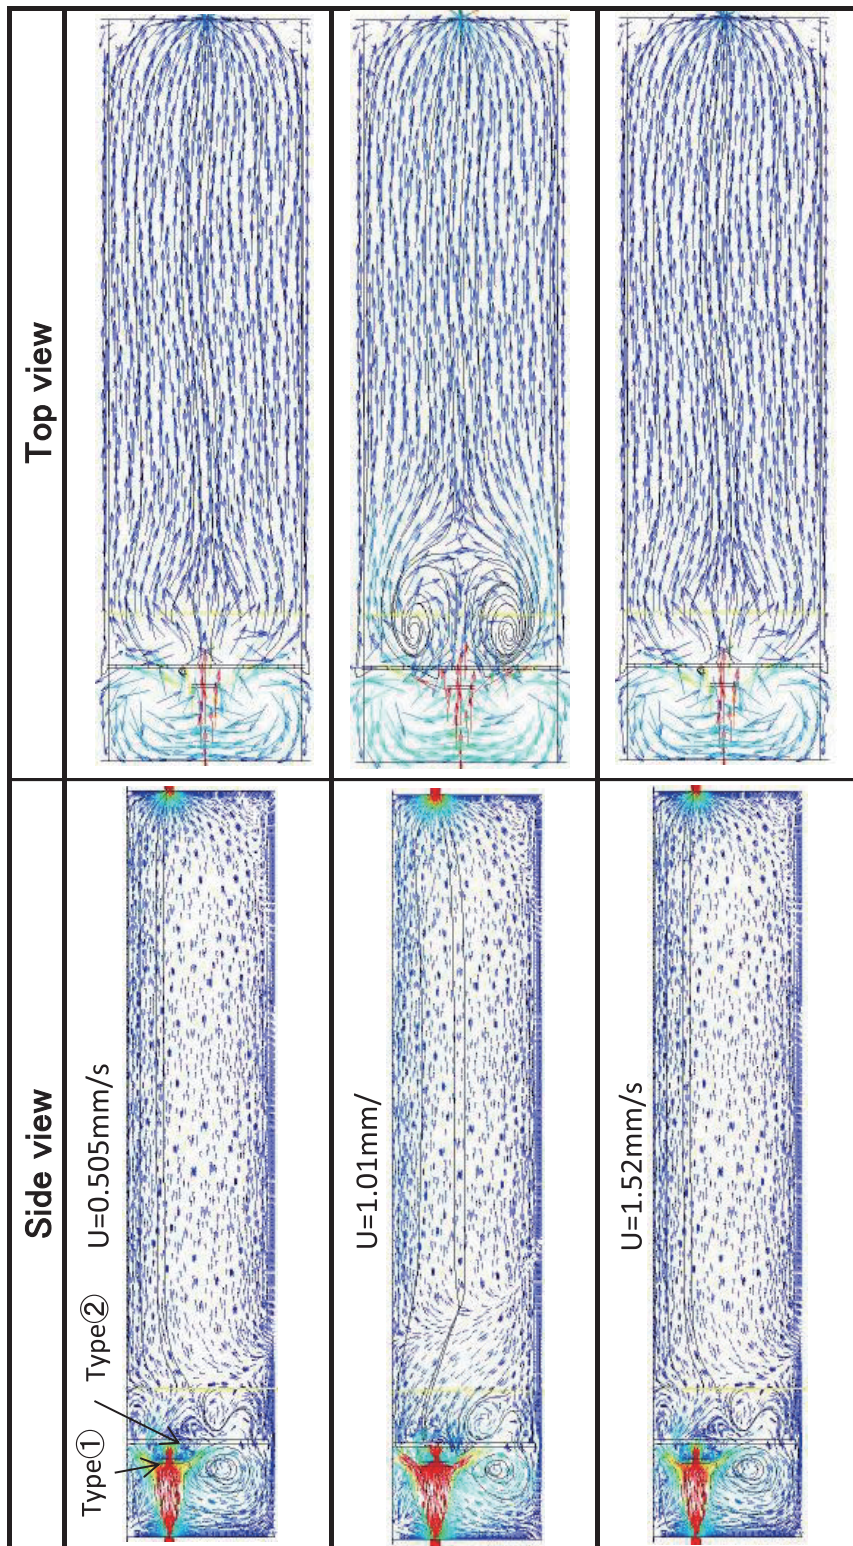 Side view
Top view
Type①
Type②
U=0.505mm/s
U=1.01mm/
U=1.52mm/s